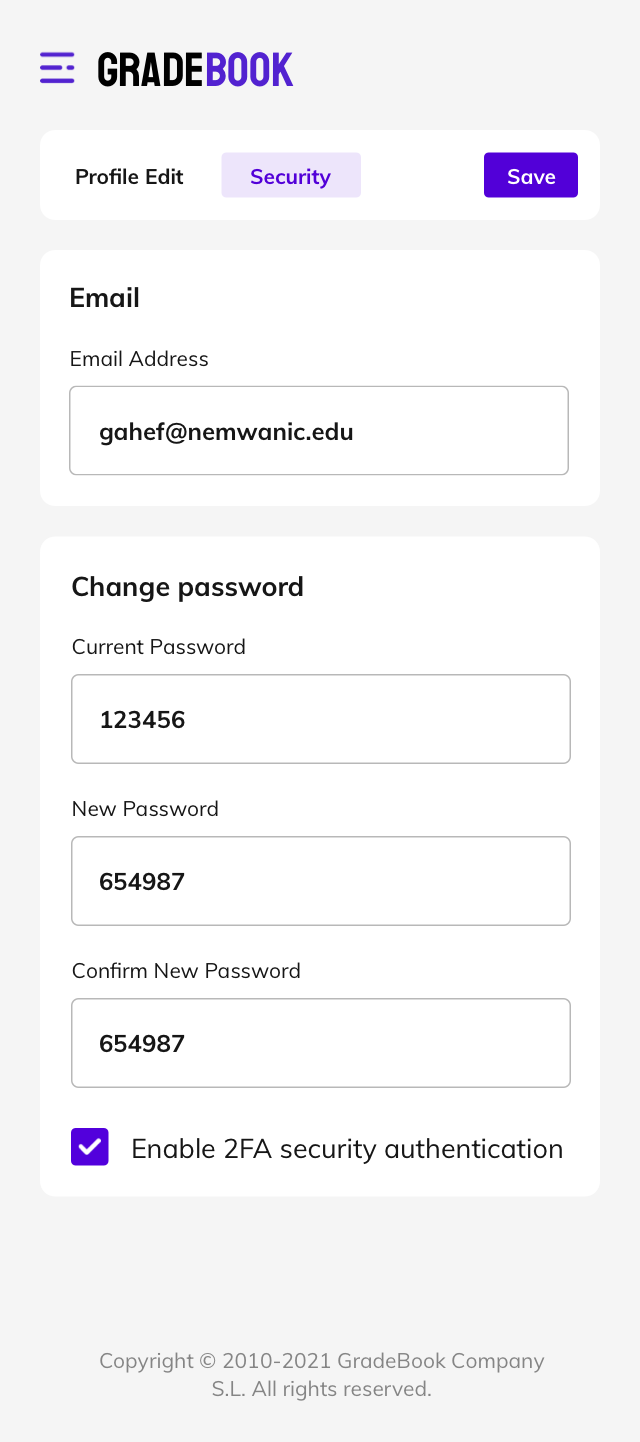 GRADEBOOK
Profile Edit Security Save
Email
Email Address
gahef@nemwanic.edu
Change password
Current Password
123456
New Password
654987
Confirm New Password
654987
Enable 2FA security authentication
Copyright © 2010-2021 GradeBook Company
S.L. All rights reserved.